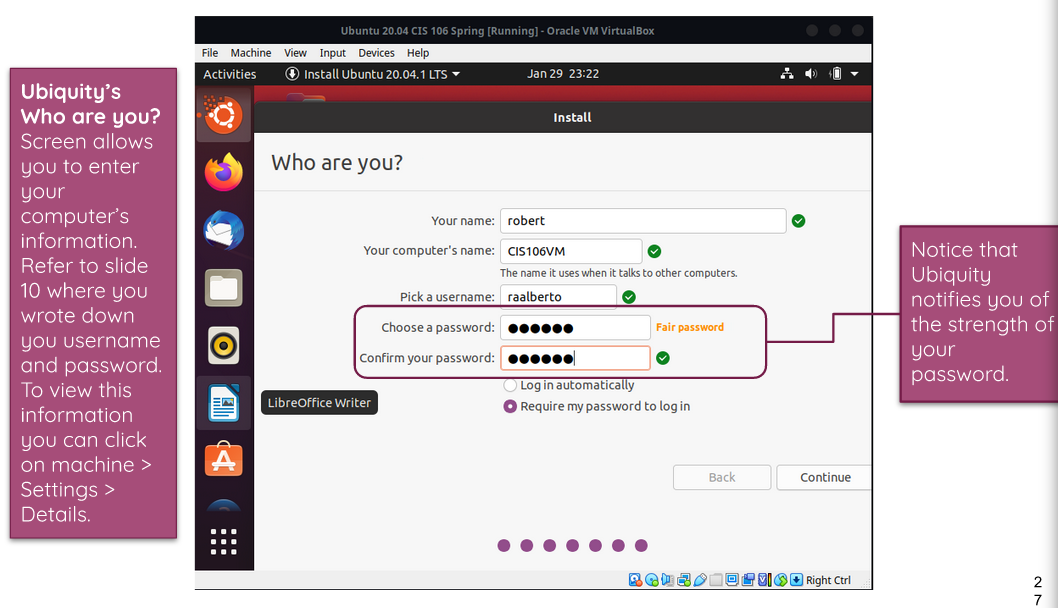 Ubuntu 20.04 CIS 106 Spring [Running] - Oracle VM VirtualBox
File Machine View Input Devices Help
Activities Install Ubuntu 20.04.1 LTS Jan 29 23:22
Install
Who are you?
Your name: robert
Your computer's name: CIS106VM
The name it uses when it talks to other computers.
Pick a username: raalberto
Choose a password: ●●●●●● Fair password
Confirm your password: ●●●●●●
Log in automatically
Require my password to log in
LibreOffice Writer
Back Continue
Right Ctrl
Ubiquity's
Who are you?
Screen allows
you to enter
your
computer's
information.
Refer to slide
10 where you
wrote down
you username
and password.
To view this
information
you can click
on machine >
Settings >
Details.
Notice that
Ubiquity
notifies you of
the strength of
your
password.
2
7